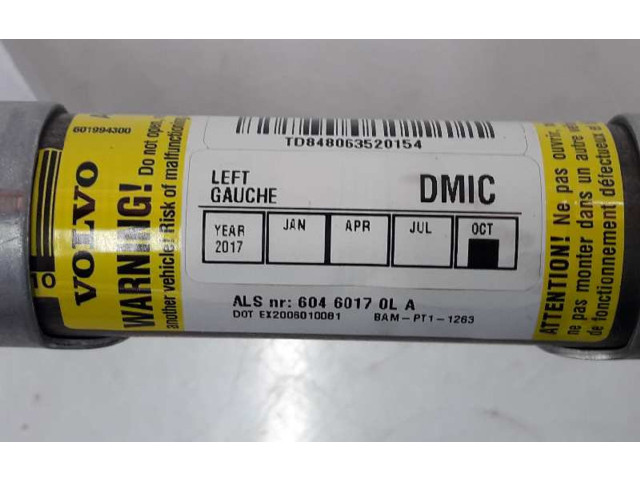 601994300
VOLVO
WARNING! Do not open,
another vehicle! Risk of malfunctioning
TD848063520154
LEFT
GAUCHE
DMIC
YEAR
2017
JAN
APR
JUL
OCT
ALS nr: 604 6017 0L A
DOT EX2006010081 BAM-PT1-1263
ATTENTION! Ne pas ouvrir,
ne pas monter dans un autre
de fonctionnement défectueux
10